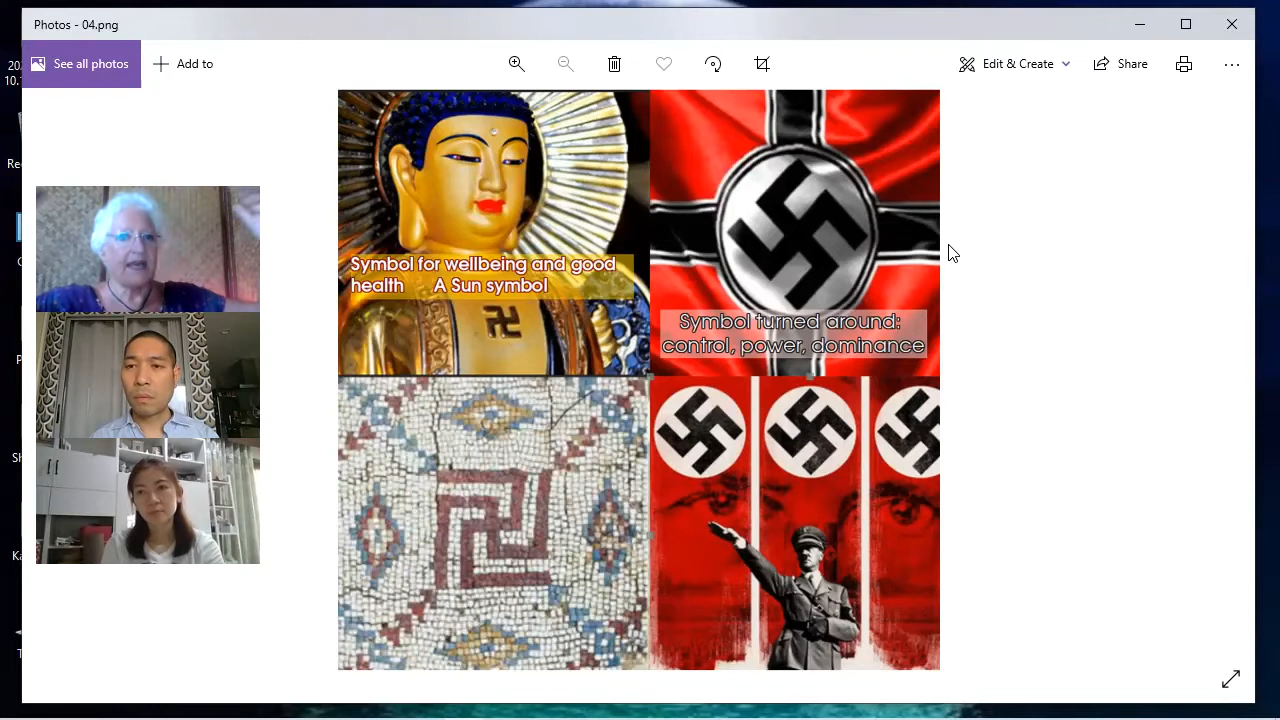 Photos - 04.png
See all photos
Add to
Edit & Create
Share
Symbol for wellbeing and good
health A Sun symbol
Symbol turned around:
control, power, dominance